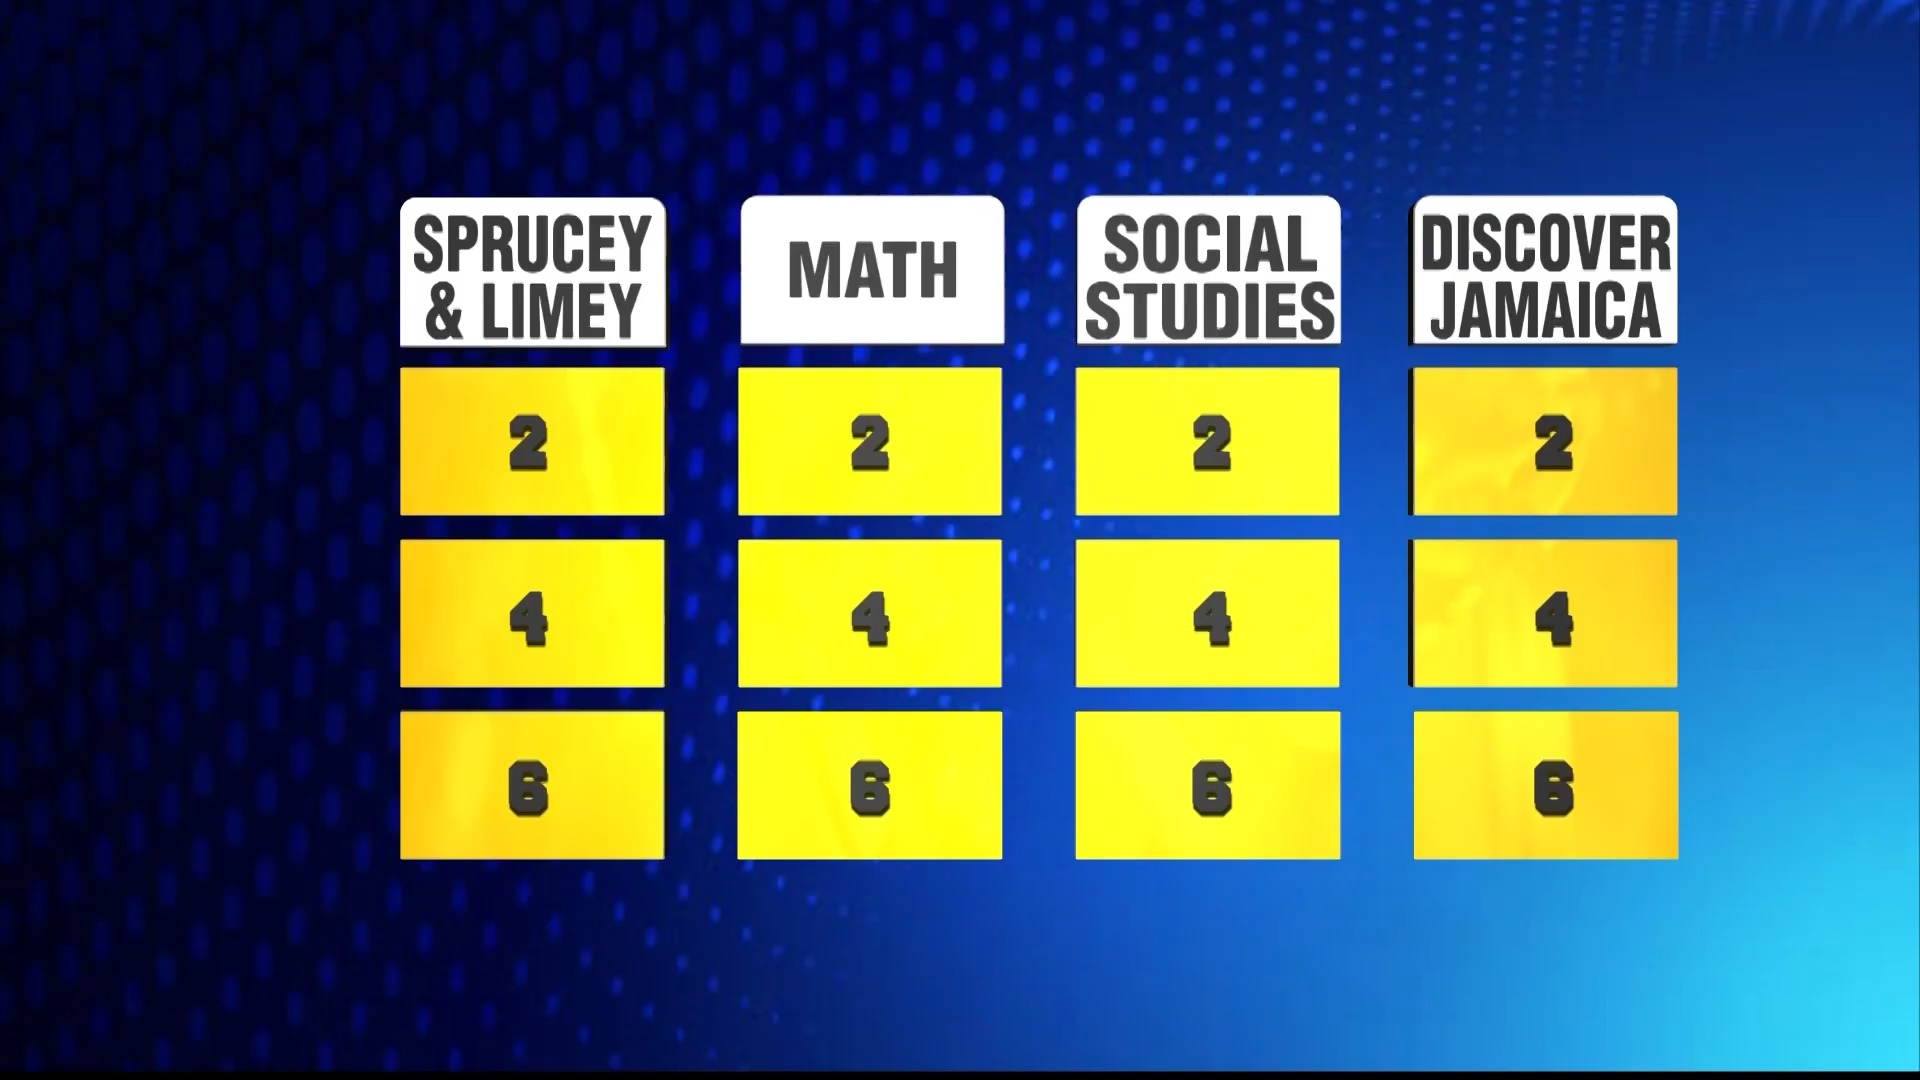 SPRUCEY
& LIMEY
MATH
SOCIAL
STUDIES
DISCOVER
JAMAICA
2 2 2 2
4 4 4 4
6 6 6 6